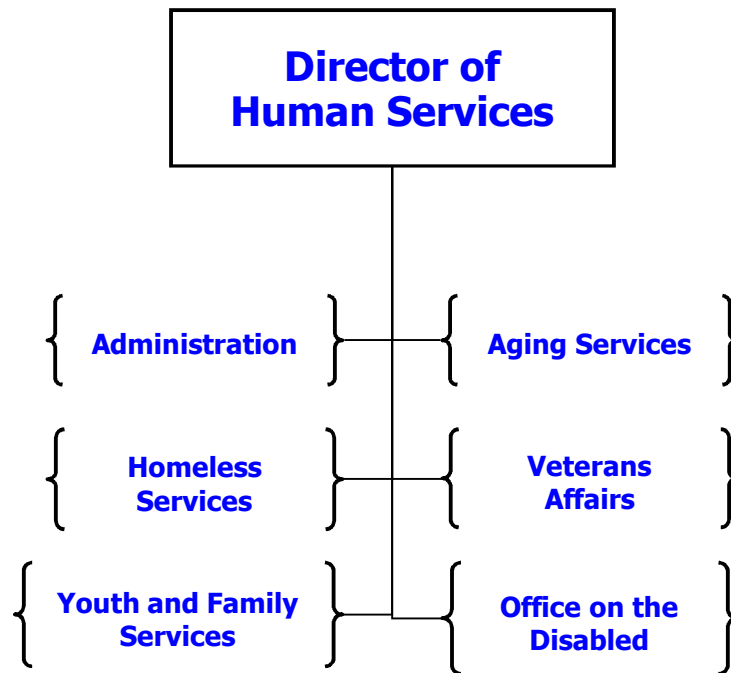 Director of
Human Services
Administration
Aging Services
Homeless
Services
Veterans
Affairs
Youth and Family
Services
Office on the
Disabled